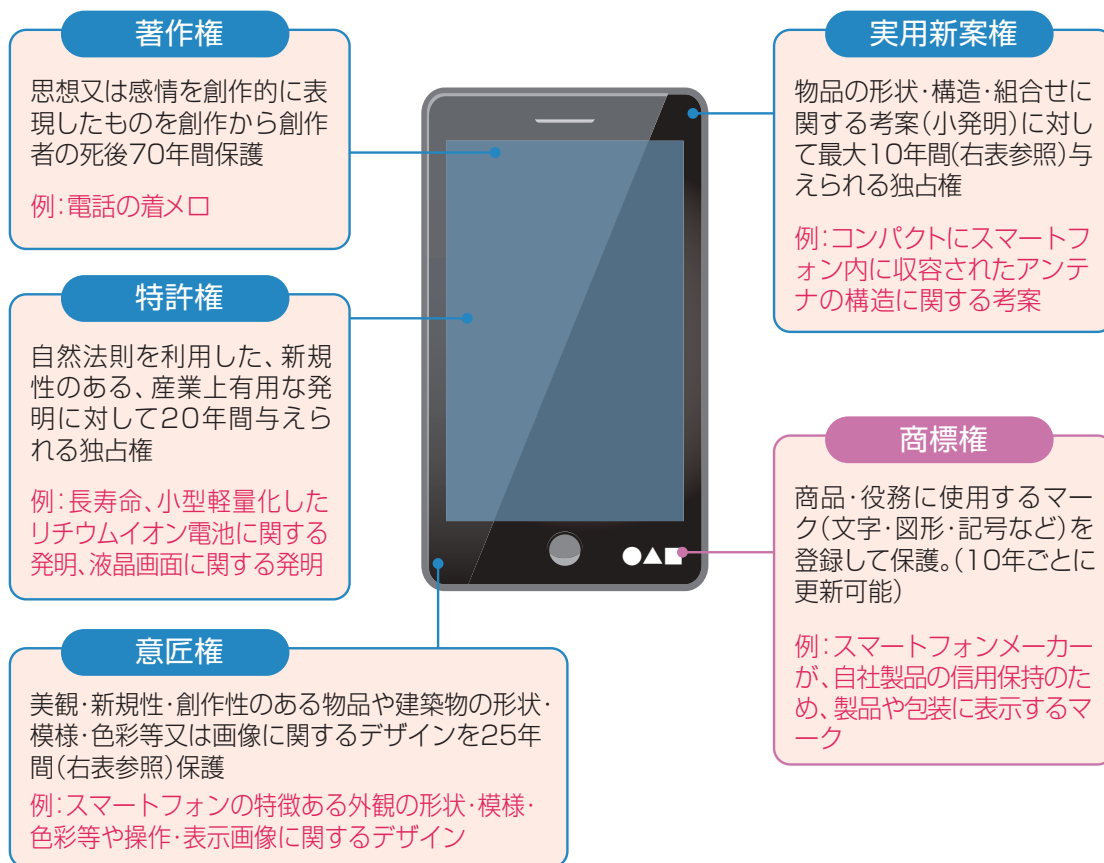 著作権
思想又は感情を創作的に表
現したものを創作から創作
者の死後70年間保護
例:電話の着メロ
特許権
自然法則を利用した、新規
性のある、産業上有用な発
明に対して20年間与えら
れる独占権
例:長寿命、小型軽量化した
リチウムイオン電池に関する
発明、液晶画面に関する発明
意匠権
美観・新規性・創作性のある物品や建築物の形状・
模様・色彩等又は画像に関するデザインを25年
間(右表参照)保護
例:スマートフォンの特徴ある外観の形状・模様・
色彩等や操作・表示画像に関するデザイン
実用新案権
物品の形状・構造・組合せに
関する考案(小発明)に対し
て最大10年間(右表参照)与
えられる独占権
例:コンパクトにスマートフ
ォン内に収容されたアンテ
ナの構造に関する考案
商標権
商品・役務に使用するマー
ク(文字・図形・記号など)を
登録して保護。(10年ごとに
更新可能)
例:スマートフォンメーカー
が、自社製品の信用保持のた
め、製品や包装に表示するマ
ーク